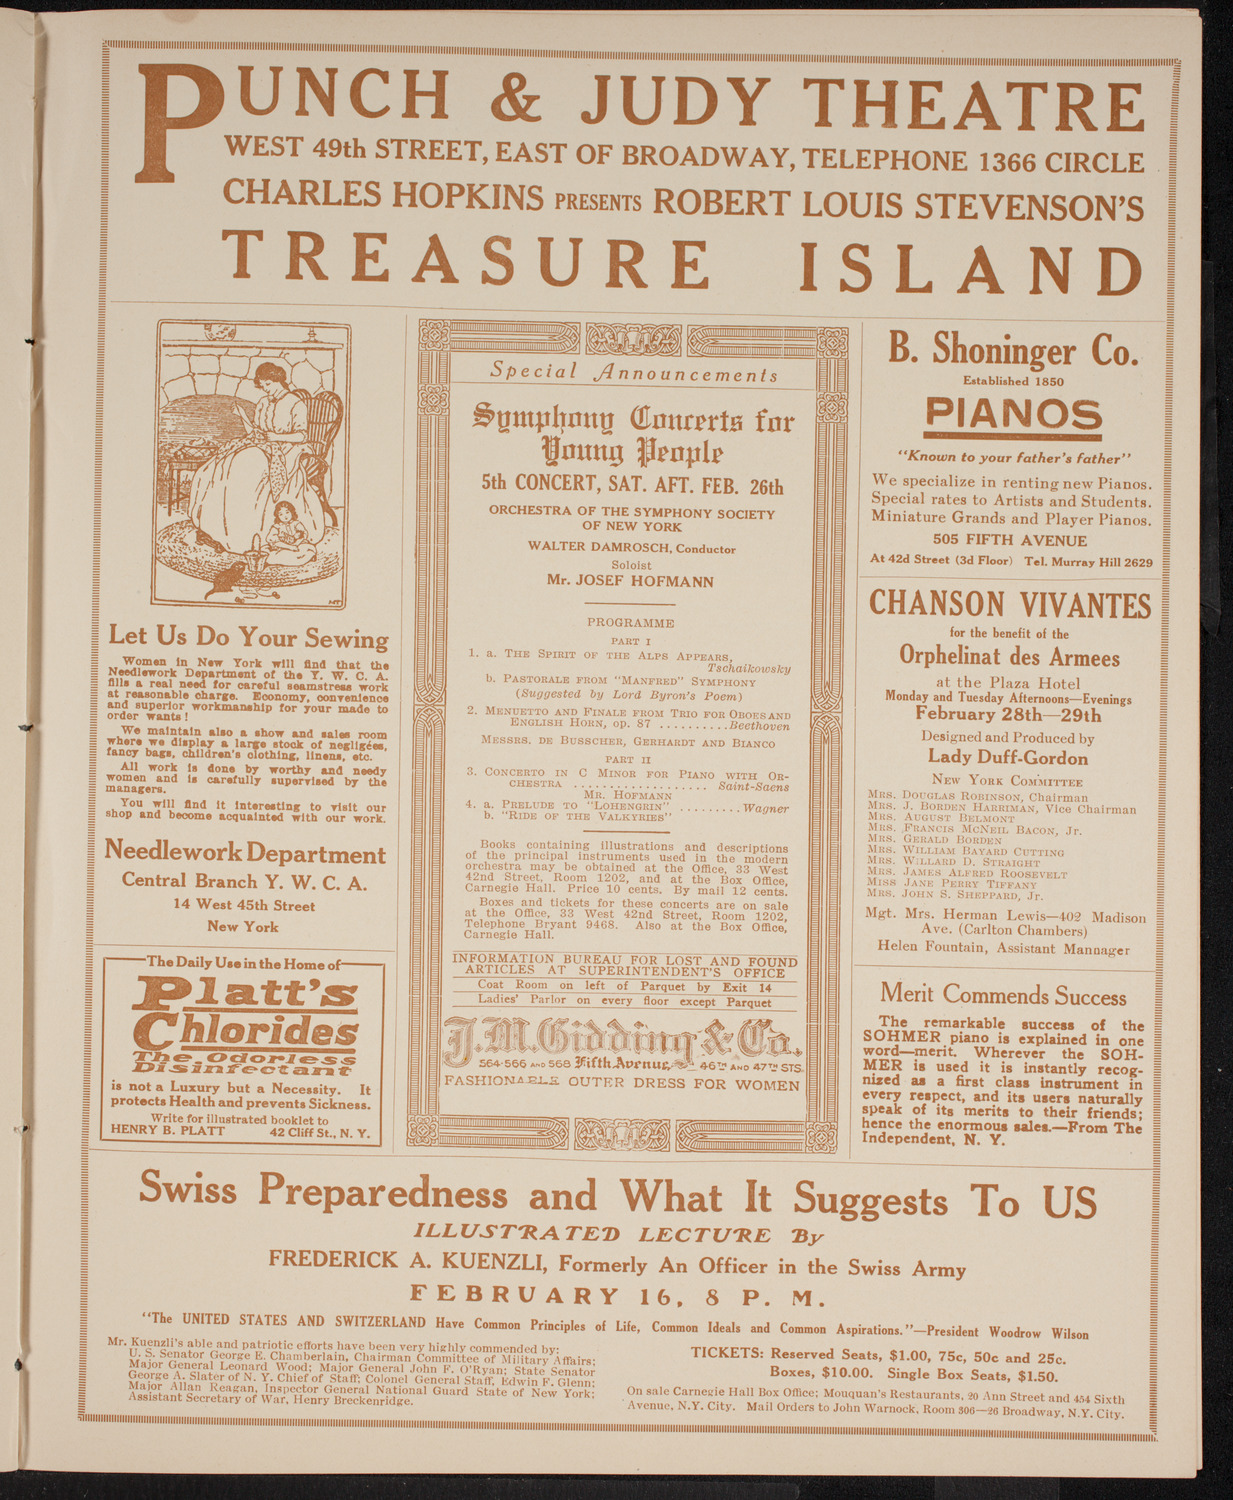 PUNCH & JUDY THEATRE
WEST 49th STREET, EAST OF BROADWAY, TELEPHONE 1366 CIRCLE
CHARLES HOPKINS PRESENTS ROBERT LOUIS STEVENSON'S
TREASURE ISLAND
Let Us Do Your Sewing
Women in New York will find that the
Needlework Department of the Y. W. C. A.
fills a real need for careful seamstress work
at reasonable charge. Economy, convenience
and superior workmanship for your made to
order wants!
We maintain also a show and sales room
where we display a large stock of negligées,
fancy bags, children's clothing, linens, etc.
All work is done by worthy and needy
women and is carefully supervised by the
managers.
You will find it interesting to visit our
shop and become acquainted with our work.
Needlework Department
Central Branch Y. W. C. A.
14 West 45th Street
New York
The Daily Use in the Home of
Platt's
Chlorides
The Odorless
Disinfectant
is not a Luxury but a Necessity. It
protects Health and prevents Sickness.
Write for illustrated booklet to
HENRY B. PLATT 42 Cliff St., N. Y.
Special Announcements
Symphony Concerts for
Young People
5th CONCERT, SAT. AFT. FEB. 26th
ORCHESTRA OF THE SYMPHONY SOCIETY
OF NEW YORK
WALTER DAMROSCH, Conductor
Soloist
Mr. JOSEF HOFMANN
PROGRAMME
PART I
1. a. THE SPIRIT OF THE ALPS APPEARS,
Tschaikowsky
b. PASTORALE FROM "MANFRED" SYMPHONY
(Suggested by Lord Byron's Poem)
2. MENUETTO AND FINALE FROM TRIO FOR OBOES AND
ENGLISH HORN, op. 87 ..........Beethoven
MESSRS. DE BUSSCHER, GERHARDT AND BIANCO
PART II
3. CONCERTO IN C MINOR FOR PIANO WITH OR-
CHESTRA .................. Saint-Saens
MR. HOFMANN
4. a. PRELUDE TO "LOHENGRIN" .........Wagner
b. "RIDE OF THE VALKYRIES"
Books containing illustrations and descriptions
of the principal instruments used in the modern
orchestra may be obtained at the Office, 33 West
42nd Street, Room 1202, and at the Box Office,
Carnegie Hall. Price 10 cents. By mail 12 cents.
Boxes and tickets for these concerts are on sale
at the Office, 33 West 42nd Street, Room 1202,
Telephone Bryant 9468. Also at the Box Office,
Carnegie Hall.
INFORMATION BUREAU FOR LOST AND FOUND
ARTICLES AT SUPERINTENDENT'S OFFICE
Coat Room on left of Parquet by Exit 14
Ladies' Parlor on every floor except Parquet
J.M. Gidding & Co.
564-566 AND 568 Fifth Avenue, 46TH AND 47TH STS.
FASHIONABLE OUTER DRESS FOR WOMEN
B. Shoninger Co.
Established 1850
PIANOS
"Known to your father's father"
We specialize in renting new Pianos.
Special rates to Artists and Students.
Miniature Grands and Player Pianos.
505 FIFTH AVENUE
At 42d Street (3d Floor) Tel. Murray Hill 2629
CHANSON VIVANTES
for the benefit of the
Orphelinat des Armees
at the Plaza Hotel
Monday and Tuesday Afternoons—Evenings
February 28th—29th
Designed and Produced by
Lady Duff-Gordon
NEW YORK COMMITTEE
MRS. DOUGLAS ROBINSON, Chairman
MRS. J. BORDEN HARRIMAN, Vice Chairman
MRS. AUGUST BELMONT
MRS. FRANCIS MCNEIL BACON, JR.
MRS. GERALD BORDEN
MRS. WILLIAM BAYARD CUTTING
MRS. WILLARD D. STRAIGHT
MRS. JAMES ALFRED ROOSEVELT
MISS JANE PERRY TIFFANY
MRS. JOHN S. SHEPPARD, JR.
Mgt. Mrs. Herman Lewis—402 Madison
Ave. (Carlton Chambers)
Helen Fountain, Assistant Mannager
Merit Commends Success
The remarkable success of the
SOHMER piano is explained in one
word—merit. Wherever the SOH-
MER is used it is instantly recog-
nized as a first class instrument in
every respect, and its users naturally
speak of its merits to their friends;
hence the enormous sales.—From The
Independent, N. Y.
Swiss Preparedness and What It Suggests To US
ILLUSTRATED LECTURE By
FREDERICK A. KUENZLI, Formerly An Officer in the Swiss Army
FEBRUARY 16, 8 P. M.
"The UNITED STATES AND SWITZERLAND Have Common Principles of Life, Common Ideals and Common Aspirations."—President Woodrow Wilson
Mr. Kuenzli's able and patriotic efforts have been very highly commended by:
U. S. Senator George E. Chamberlain, Chairman Committee of Military Affairs;
Major General Leonard Wood; Major General John F. O'Ryan; State Senator
George A. Slater of N. Y. Chief of Staff; Colonel General Staff, Edwin F. Glenn;
Major Allan Reagan, Inspector General National Guard State of New York;
Assistant Secretary of War, Henry Breckenridge.
TICKETS: Reserved Seats, $1.00, 75c, 50c and 25c.
Boxes, $10.00. Single Box Seats, $1.50.
On sale Carnegie Hall Box Office; Mouquan's Restaurants, 20 Ann Street and 454 Sixth
Avenue, N.Y. City. Mail Orders to John Warnock, Room 306—26 Broadway, N.Y. City.